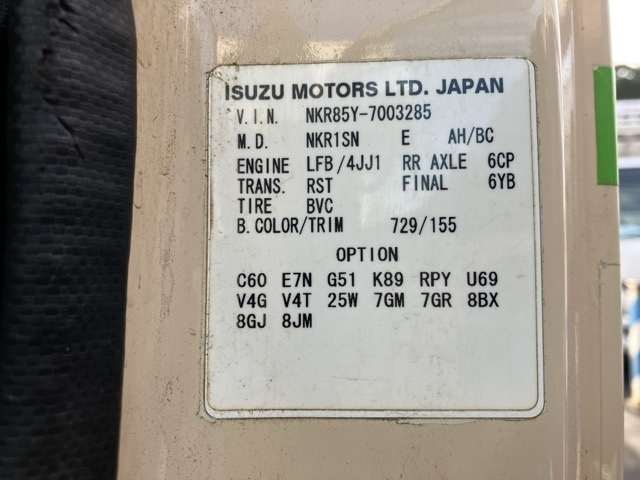 ISUZU MOTORS LTD. JAPAN
V.I.N. NKR85Y-7003285
M.D. NKR1SN E AH/BC
ENGINE LFB/4JJ1 RR AXLE 6CP
TRANS. RST FINAL 6YB
TIRE BVC
B.COLOR/TRIM 729/155
OPTION
C60 E7N G51 K89 RPY U69
V4G V4T 25W 7GM 7GR 8BX
8GJ 8JM